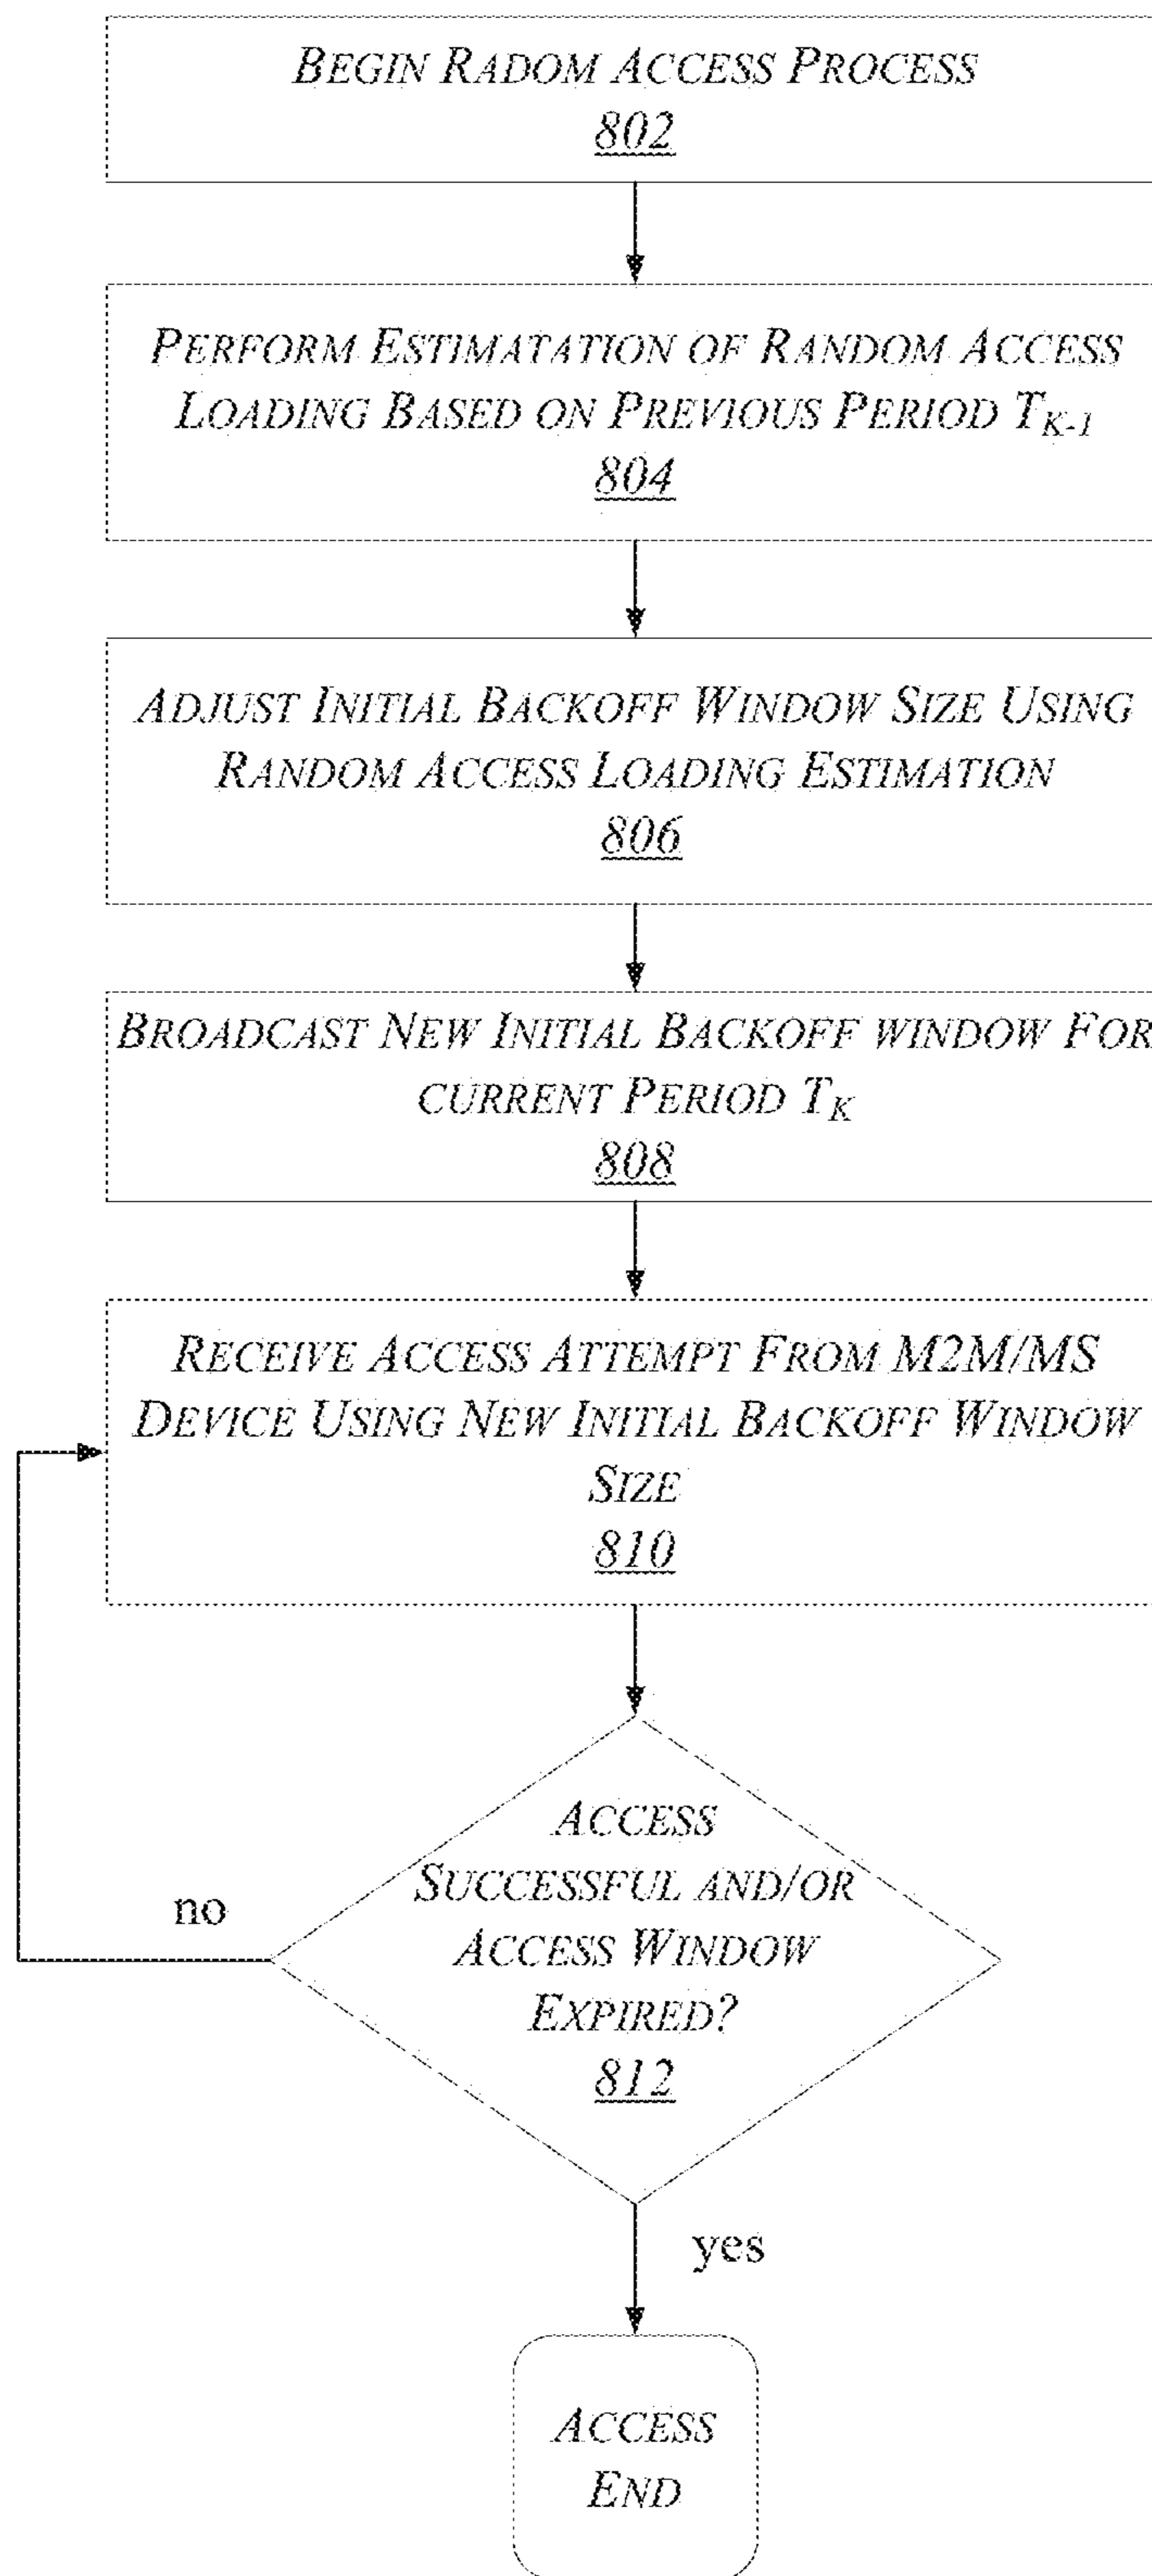 BEGIN RADOM ACCESS PROCESS
802
PERFORM ESTIMATATION OF RANDOM ACCESS
LOADING BASED ON PREVIOUS PERIOD T_{K-1}
804
ADJUST INITIAL BACKOFF WINDOW SIZE USING
RANDOM ACCESS LOADING ESTIMATION
806
BROADCAST NEW INITIAL BACKOFF WINDOW FOR
CURRENT PERIOD T_K
808
RECEIVE ACCESS ATTEMPT FROM M2M/MS
DEVICE USING NEW INITIAL BACKOFF WINDOW
SIZE
810
ACCESS
SUCCESSFUL AND/OR
ACCESS WINDOW
EXPIRED?
812
no
yes
ACCESS
END